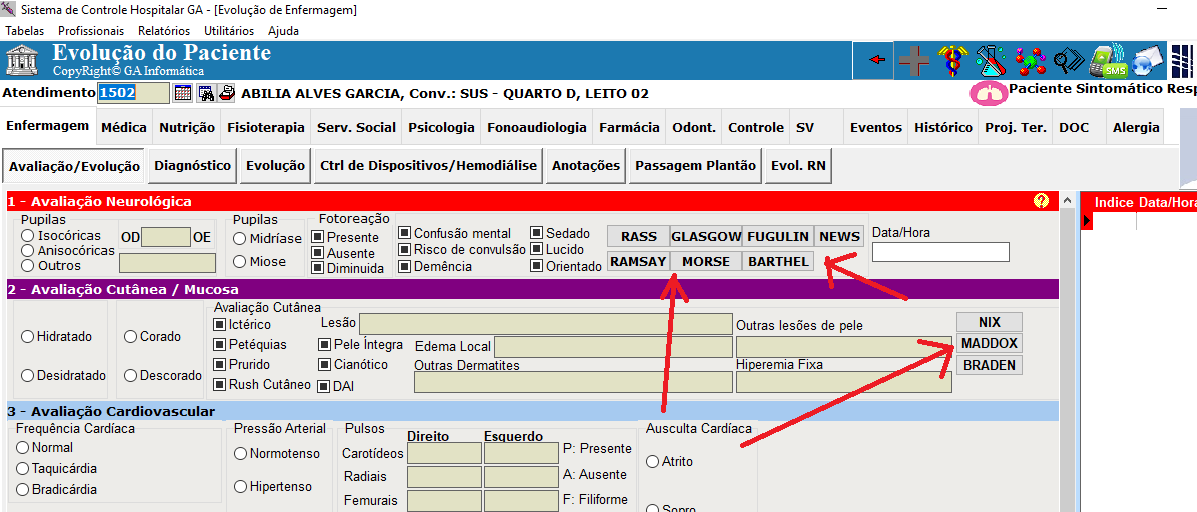 Sistema de Controle Hospitalar GA - [Evolução de Enfermagem]
Tabelas Profissionais Relatórios Utilitários Ajuda
Evolução do Paciente
CopyRight© GA Informática
SMS
Atendimento 1502 ABILIA ALVES GARCIA, Conv.: SUS - QUARTO D, LEITO 02 Paciente Sintomático Resp
Enfermagem Médica Nutrição Fisioterapia Serv. Social Psicologia Fonoaudiologia Farmácia Odont. Controle SV Eventos Histórico Proj. Ter. DOC Alergia
Avaliação/Evolução Diagnóstico Evolução Ctrl de Dispositivos/Hemodiálise Anotações Passagem Plantão Evol. RN
1 - Avaliação Neurológica ?
Indice Data/Hora
Pupilas
Isocóricas
Anisocóricas
Outros
OD OE
Pupilas
Midríase
Miose
Fotoreação
Presente
Ausente
Diminuida
Confusão mental
Risco de convulsão
Demência
Sedado
Lucido
Orientado
RASS GLASGOW FUGULIN NEWS
RAMSAY MORSE BARTHEL
Data/Hora
2 - Avaliação Cutânea / Mucosa
Hidratado
Desidratado
Corado
Descorado
Avaliação Cutânea
Ictérico
Petéquias
Prurido
Rush Cutâneo
Pele Íntegra
Cianótico
DAI
Lesão
Edema Local
Outras Dermatites
Outras lesões de pele
Hiperemia Fixa
NIX
MADDOX
BRADEN
3 - Avaliação Cardiovascular
Frequência Cardíaca
Normal
Taquicárdia
Bradicárdia
Pressão Arterial
Normotenso
Hipertenso
Pulsos
Direito Esquerdo
Carotídeos
Radiais
Femurais
P: Presente
A: Ausente
F: Filiforme
Ausculta Cardíaca
Atrito
Sopro